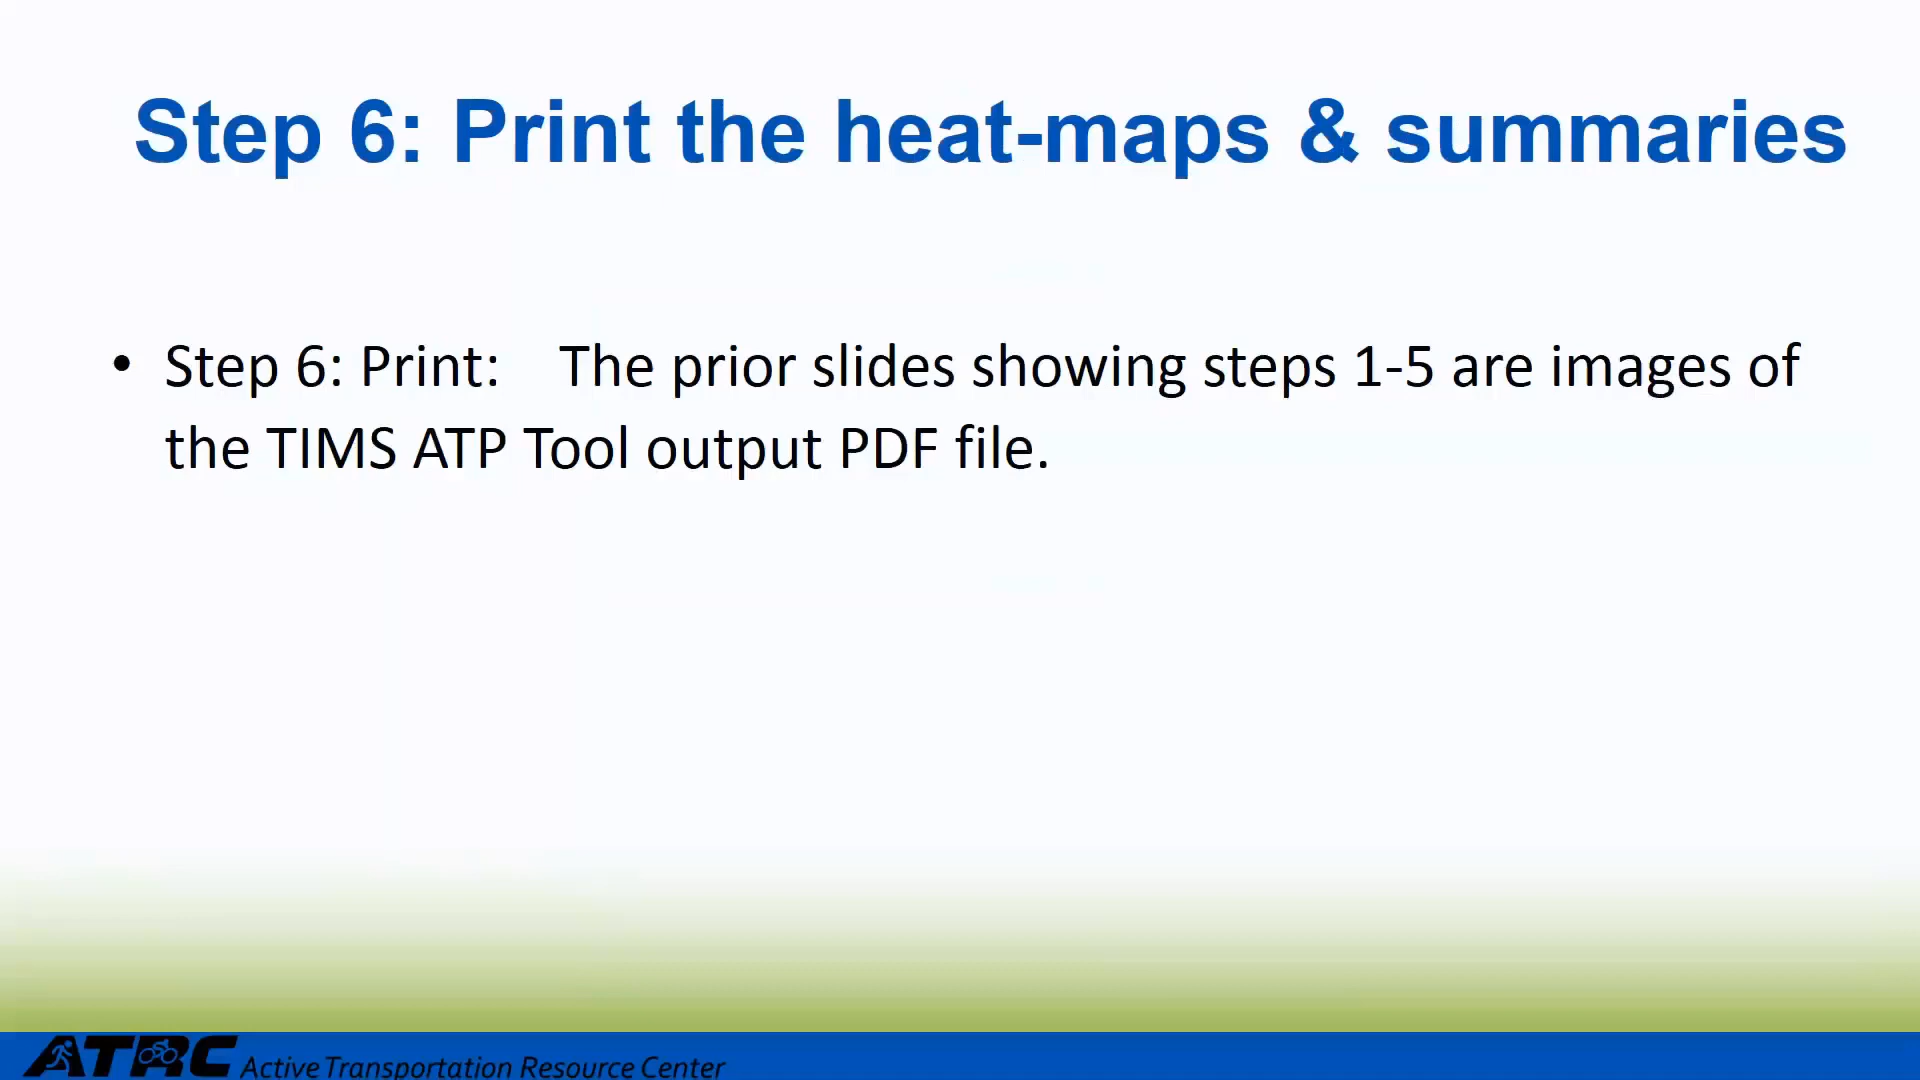 Step 6: Print the heat-maps & summaries
• Step 6: Print: The prior slides showing steps 1-5 are images of
the TIMS ATP Tool output PDF file.
ATRC Active Transportation Resource Center